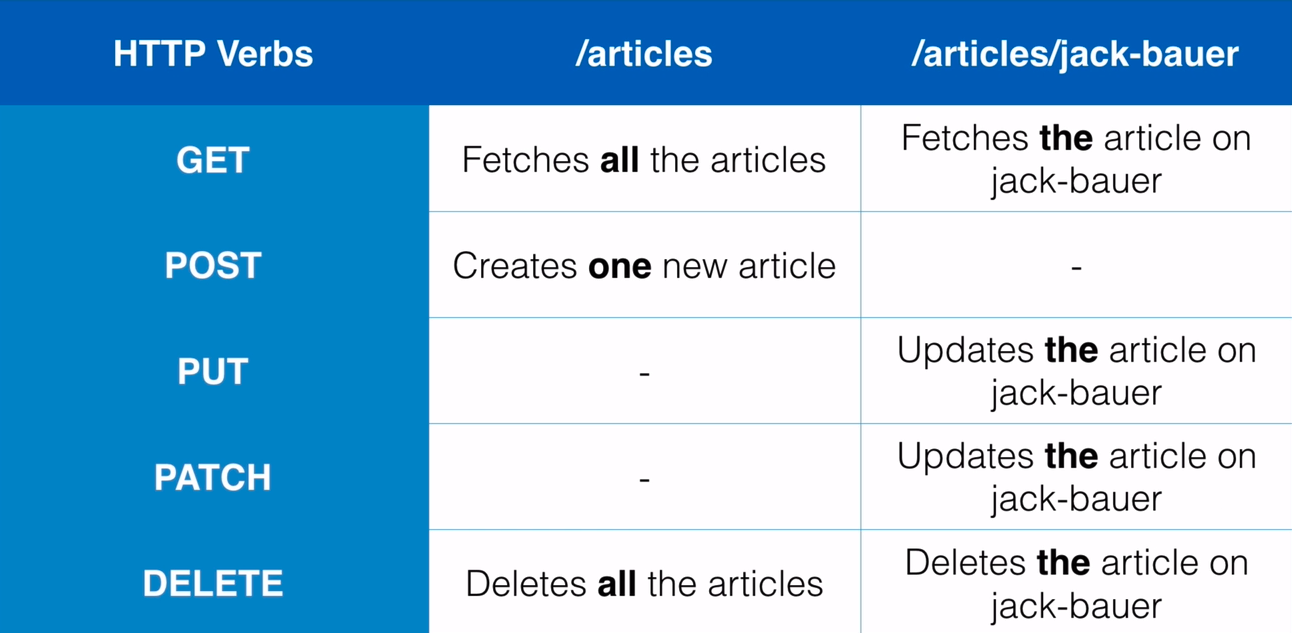 HTTP Verbs /articles /articles/jack-bauer
GET Fetches all the articles Fetches the article on
jack-bauer
POST Creates one new article -
PUT - Updates the article on
jack-bauer
PATCH - Updates the article on
jack-bauer
DELETE Deletes all the articles Deletes the article on
jack-bauer